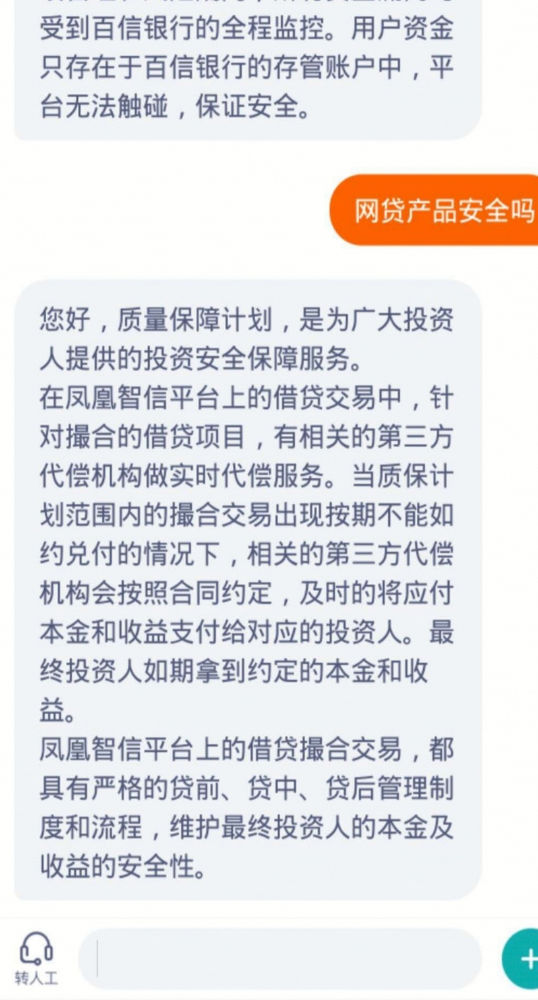 受到百信银行的全程监控。用户资金
只存在于百信银行的存管账户中，平
台无法触碰，保证安全。
网贷产品安全吗
您好，质量保障计划，是为广大投资
人提供的投资安全保障服务。
在凤凰智信平台上的借贷交易中，针
对撮合的借贷项目，有相关的第三方
代偿机构做实时代偿服务。当质保计
划范围内的撮合交易出现按期不能如
约兑付的情况下，相关的第三方代偿
机构会按照合同约定，及时的将应付
本金和收益支付给对应的投资人。最
终投资人如期拿到约定的本金和收
益。
凤凰智信平台上的借贷撮合交易，都
具有严格的贷前、贷中、贷后管理制
度和流程，维护最终投资人的本金及
收益的安全性。
转人工